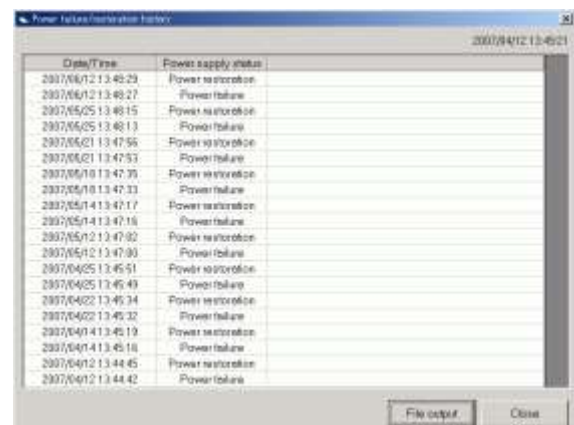 Power failure/restoration history
2007/04/12 13:45:21
Date/Time Power supply status
2007/06/12 13:48:29 Power restoration
2007/06/12 13:48:27 Power failure
2007/05/25 13:48:15 Power restoration
2007/05/25 13:48:13 Power failure
2007/05/21 13:47:56 Power restoration
2007/05/21 13:47:53 Power failure
2007/05/18 13:47:35 Power restoration
2007/05/18 13:47:33 Power failure
2007/05/14 13:47:17 Power restoration
2007/05/14 13:47:16 Power failure
2007/05/12 13:47:02 Power restoration
2007/05/12 13:47:00 Power failure
2007/04/25 13:45:51 Power restoration
2007/04/25 13:45:49 Power failure
2007/04/22 13:45:34 Power restoration
2007/04/22 13:45:32 Power failure
2007/04/14 13:45:19 Power restoration
2007/04/14 13:45:18 Power failure
2007/04/12 13:44:45 Power restoration
2007/04/12 13:44:42 Power failure
File output Close